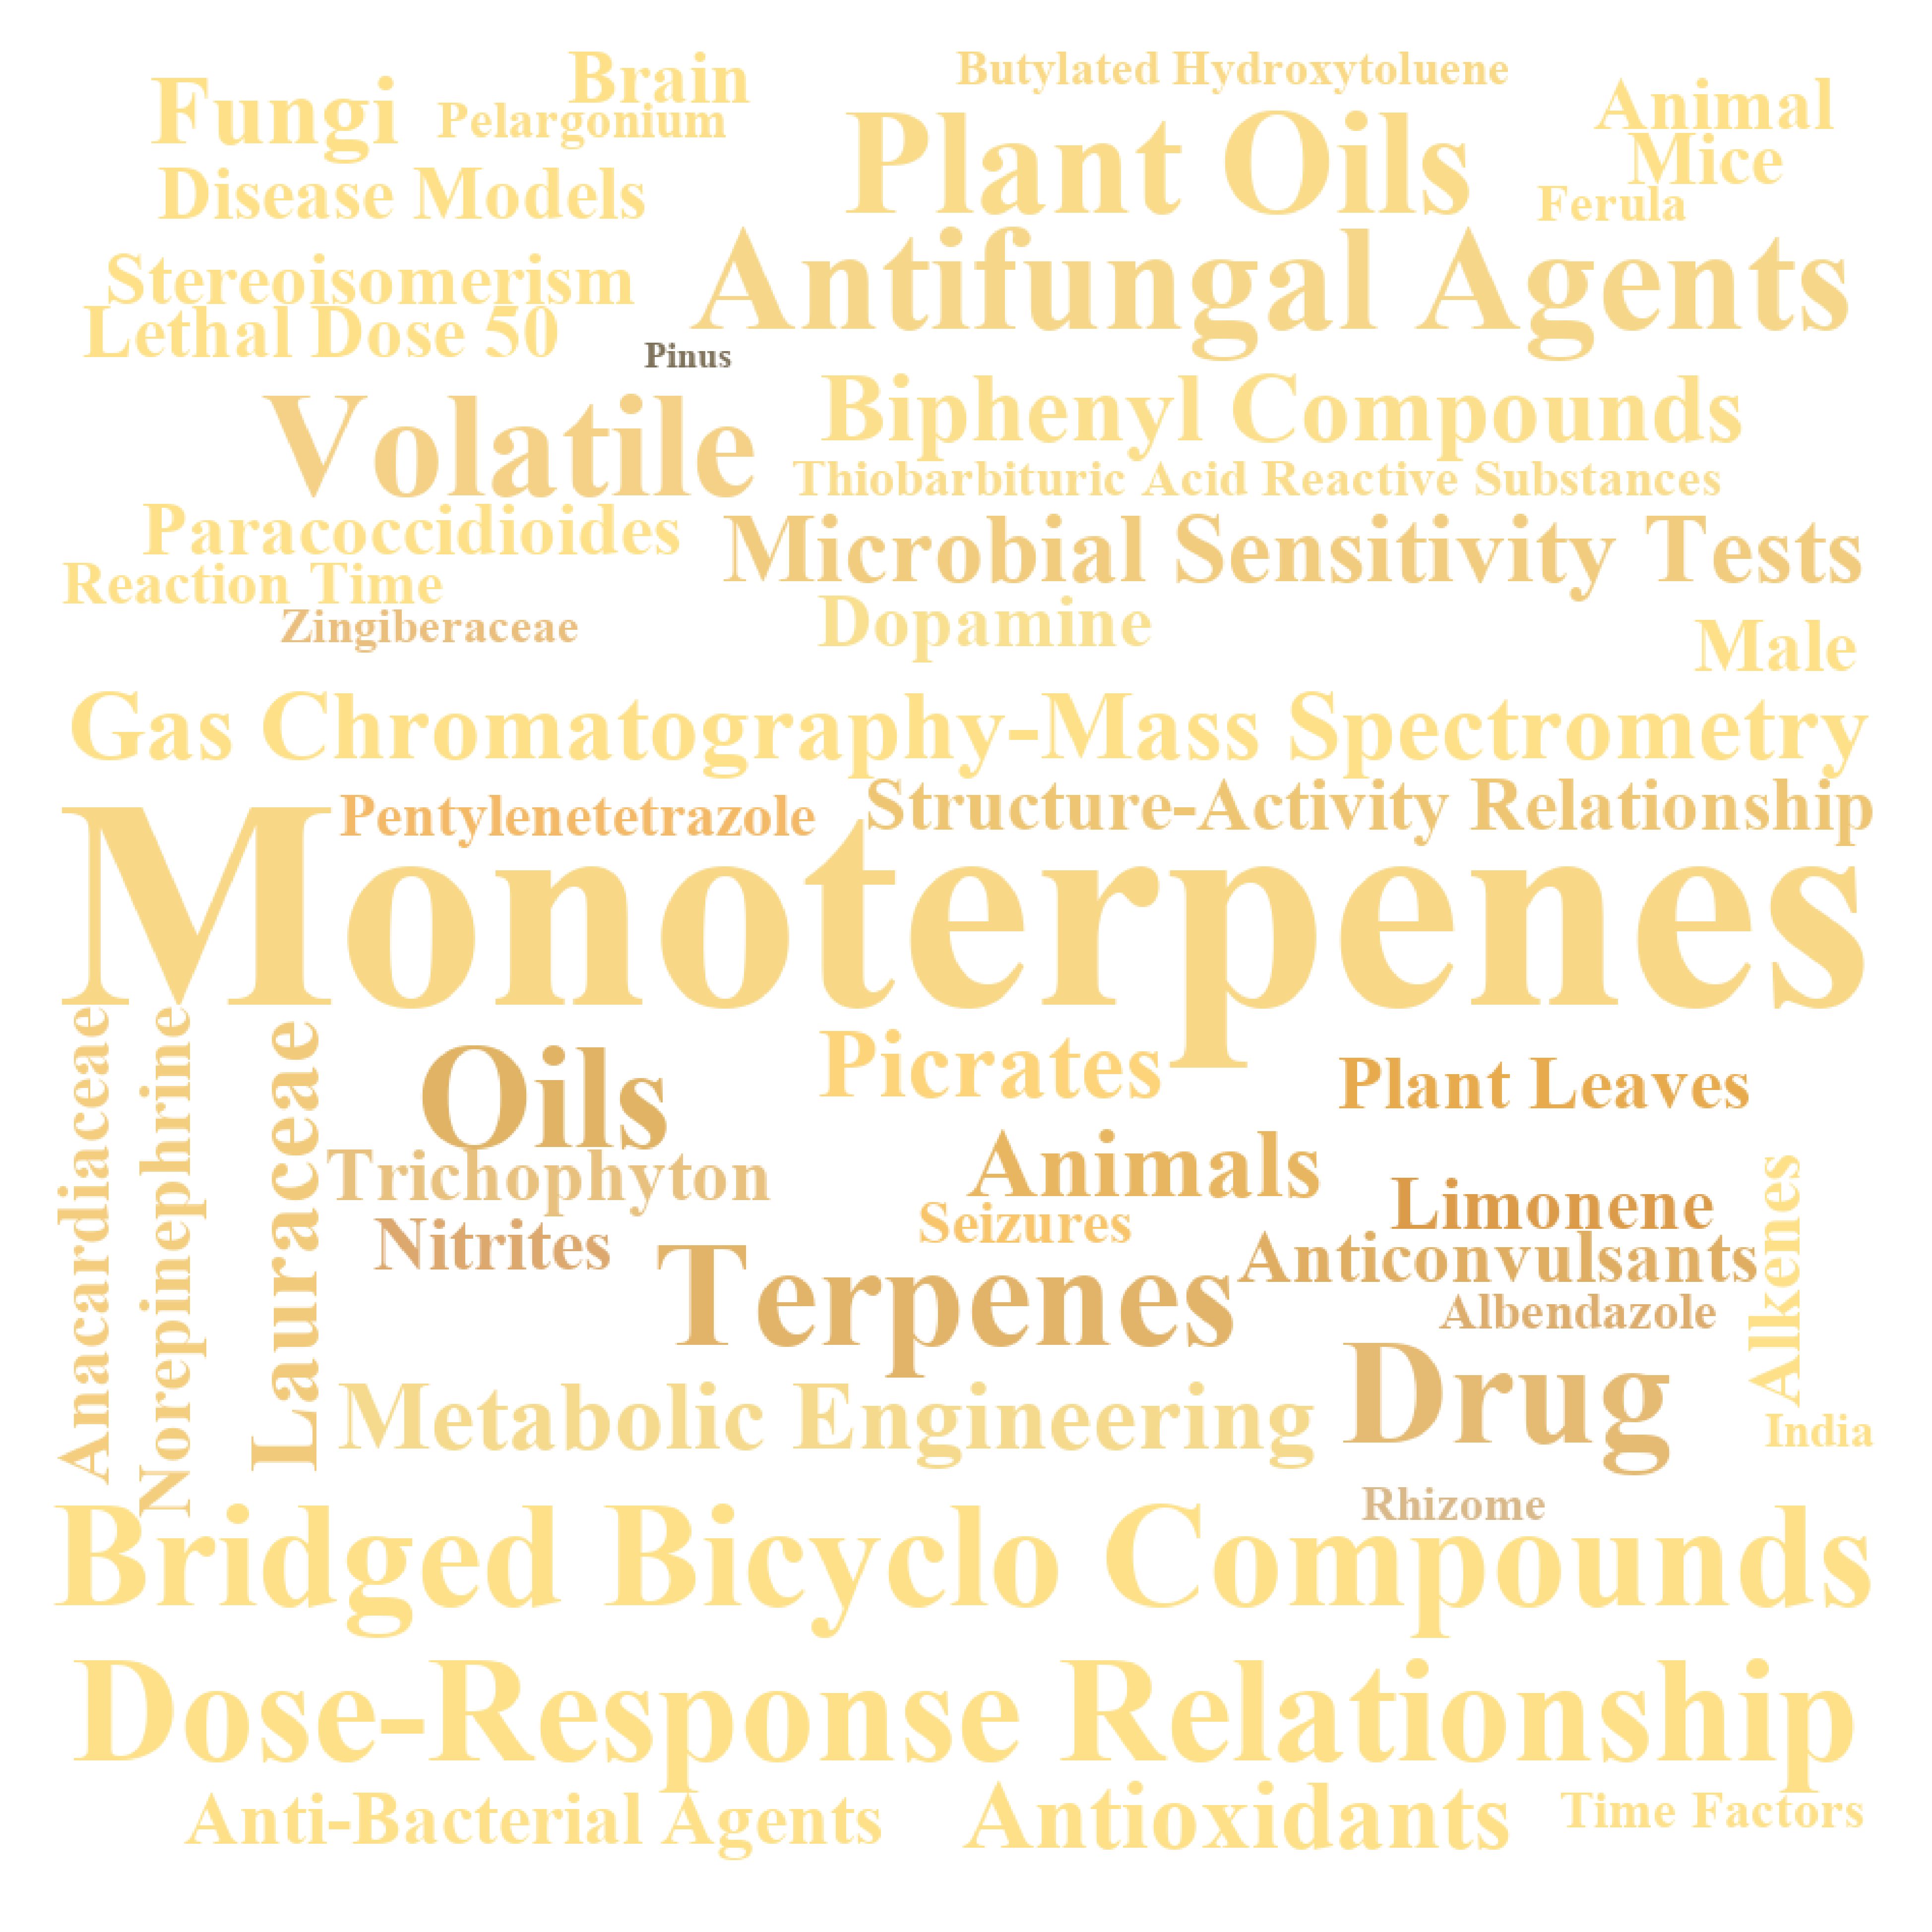 Brain
Butylated Hydroxytoluene
Fungi
Pelargonium
Plant Oils
Animal
Mice
Disease Models
Ferula
Stereoisomerism
Antifungal Agents
Lethal Dose 50
Pinus
Volatile
Biphenyl Compounds
Thiobarbituric Acid Reactive Substances
Paracoccidioides
Microbial Sensitivity Tests
Reaction Time
Zingiberaceae
Dopamine
Male
Gas Chromatography-Mass Spectrometry
Pentylenetetrazole
Structure-Activity Relationship
Monoterpenes
Anacardiaceae
Norepinephrine
Lauraceae
Oils
Picrates
Plant Leaves
Trichophyton
Animals
Limonene
Nitrites
Seizures
Terpenes
Anticonvulsants
Alkenes
Albendazole
Metabolic Engineering
Drug
India
Rhizome
Bridged Bicyclo Compounds
Dose-Response Relationship
Anti-Bacterial Agents
Antioxidants
Time Factors